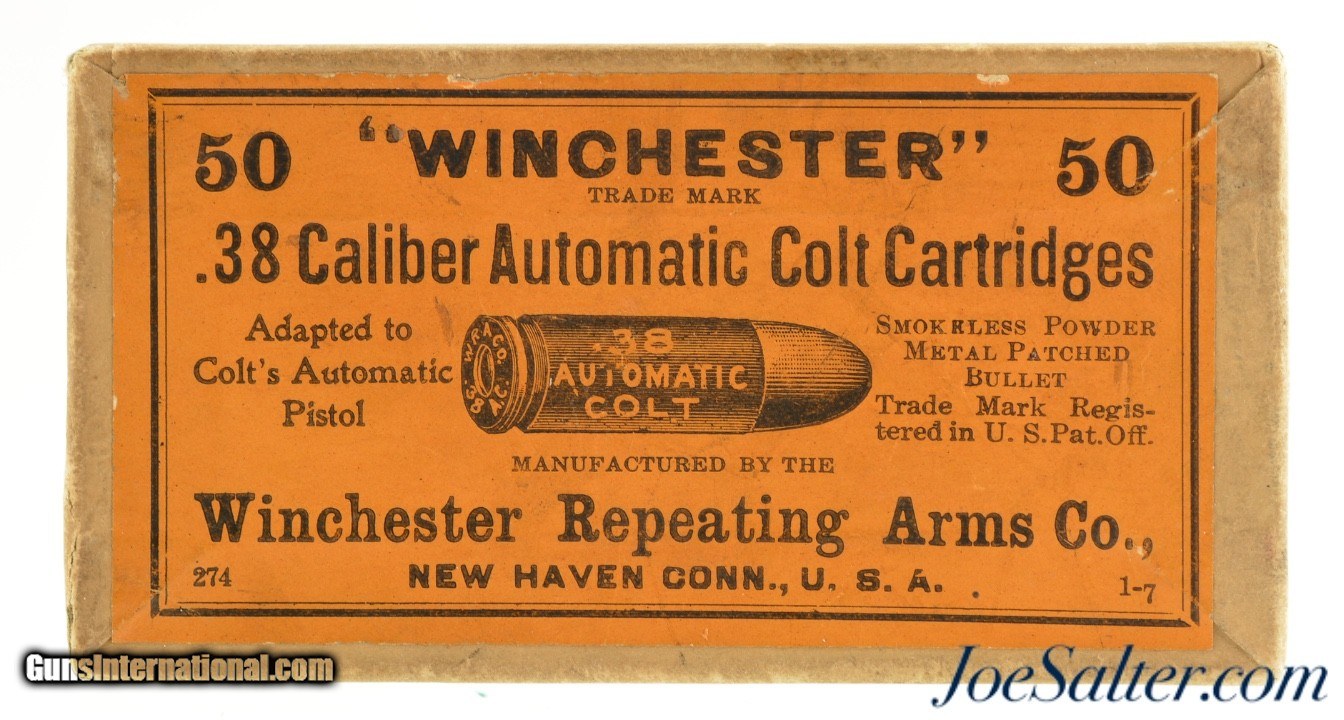 50 "WINCHESTER" 50
TRADE MARK
.38 Caliber Automatic Colt Cartridges
Adapted to
Colt's Automatic
Pistol
W.R.A.CO.
.38 A.C.
.38
AUTOMATIC
COLT
SMOKELESS POWDER
METAL PATCHED
BULLET
Trade Mark Regis-
tered in U. S. Pat. Off.
MANUFACTURED BY THE
Winchester Repeating Arms Co.,
274 NEW HAVEN CONN., U. S. A. 1-7
GunsInternational.com
JoeSalter.com